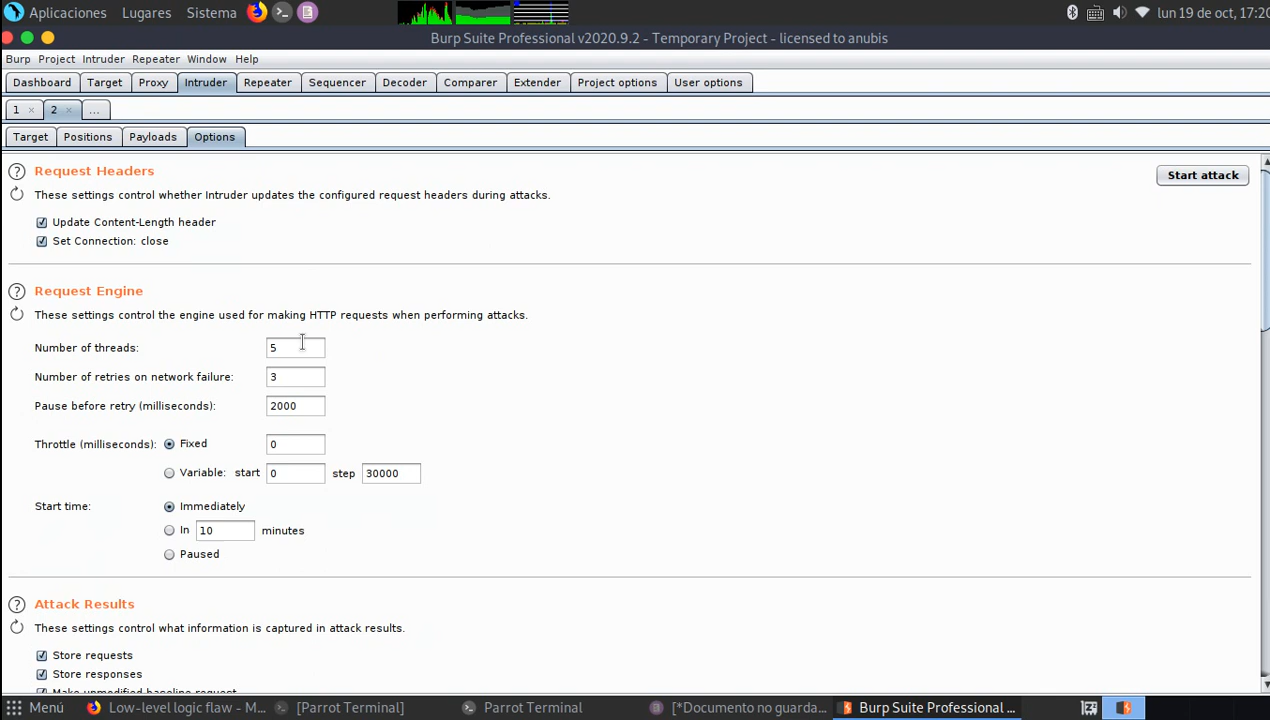 Aplicaciones Lugares Sistema lun 19 de oct, 17:20
Burp Suite Professional v2020.9.2 - Temporary Project - licensed to anubis
Burp Project Intruder Repeater Window Help
Dashboard Target Proxy Intruder Repeater Sequencer Decoder Comparer Extender Project options User options
1 × 2 × ...
Target Positions Payloads Options
? Request Headers Start attack
These settings control whether Intruder updates the configured request headers during attacks.
Update Content-Length header
Set Connection: close
? Request Engine
These settings control the engine used for making HTTP requests when performing attacks.
Number of threads: 5
Number of retries on network failure: 3
Pause before retry (milliseconds): 2000
Throttle (milliseconds): Fixed 0
Variable: start 0 step 30000
Start time: Immediately
In 10 minutes
Paused
? Attack Results
These settings control what information is captured in attack results.
Store requests
Store responses
Make unmodified baseline request
Menú Low-level logic flaw - M... [Parrot Terminal] Parrot Terminal [*Documento no guarda... Burp Suite Professional ...